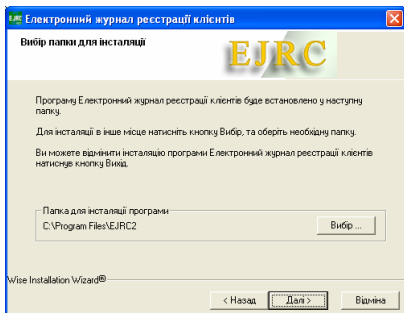 Електронний журнал реєстрації клієнтів
Вибір папки для інсталяції
EJRC
Програму Електронний журнал реєстрації клієнтів буде встановлено у наступну
папку.
Для інсталяції в інше місце натисніть кнопку Вибір, та оберіть необхідну папку.
Ви можете відмінити інсталяцію програми Електронний журнал реєстрації клієнтів
натиснув кнопку Вихід.
Папка для інсталяції програми
C:\Program Files\EJRC2
Вибір ...
Wise Installation Wizard®
< Назад
Далі >
Відміна